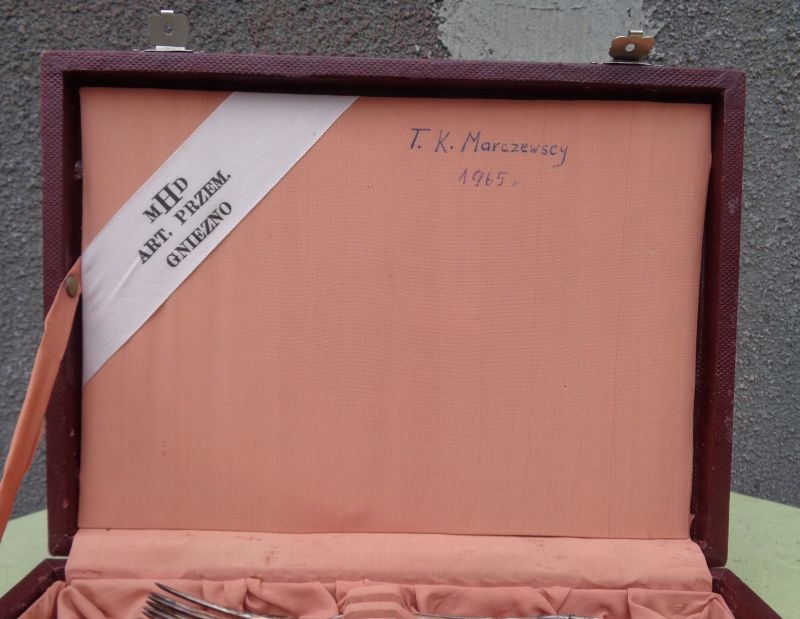 MHD
ART. PRZEM.
GNIEZNO
T. K. Marczewscy
1965.